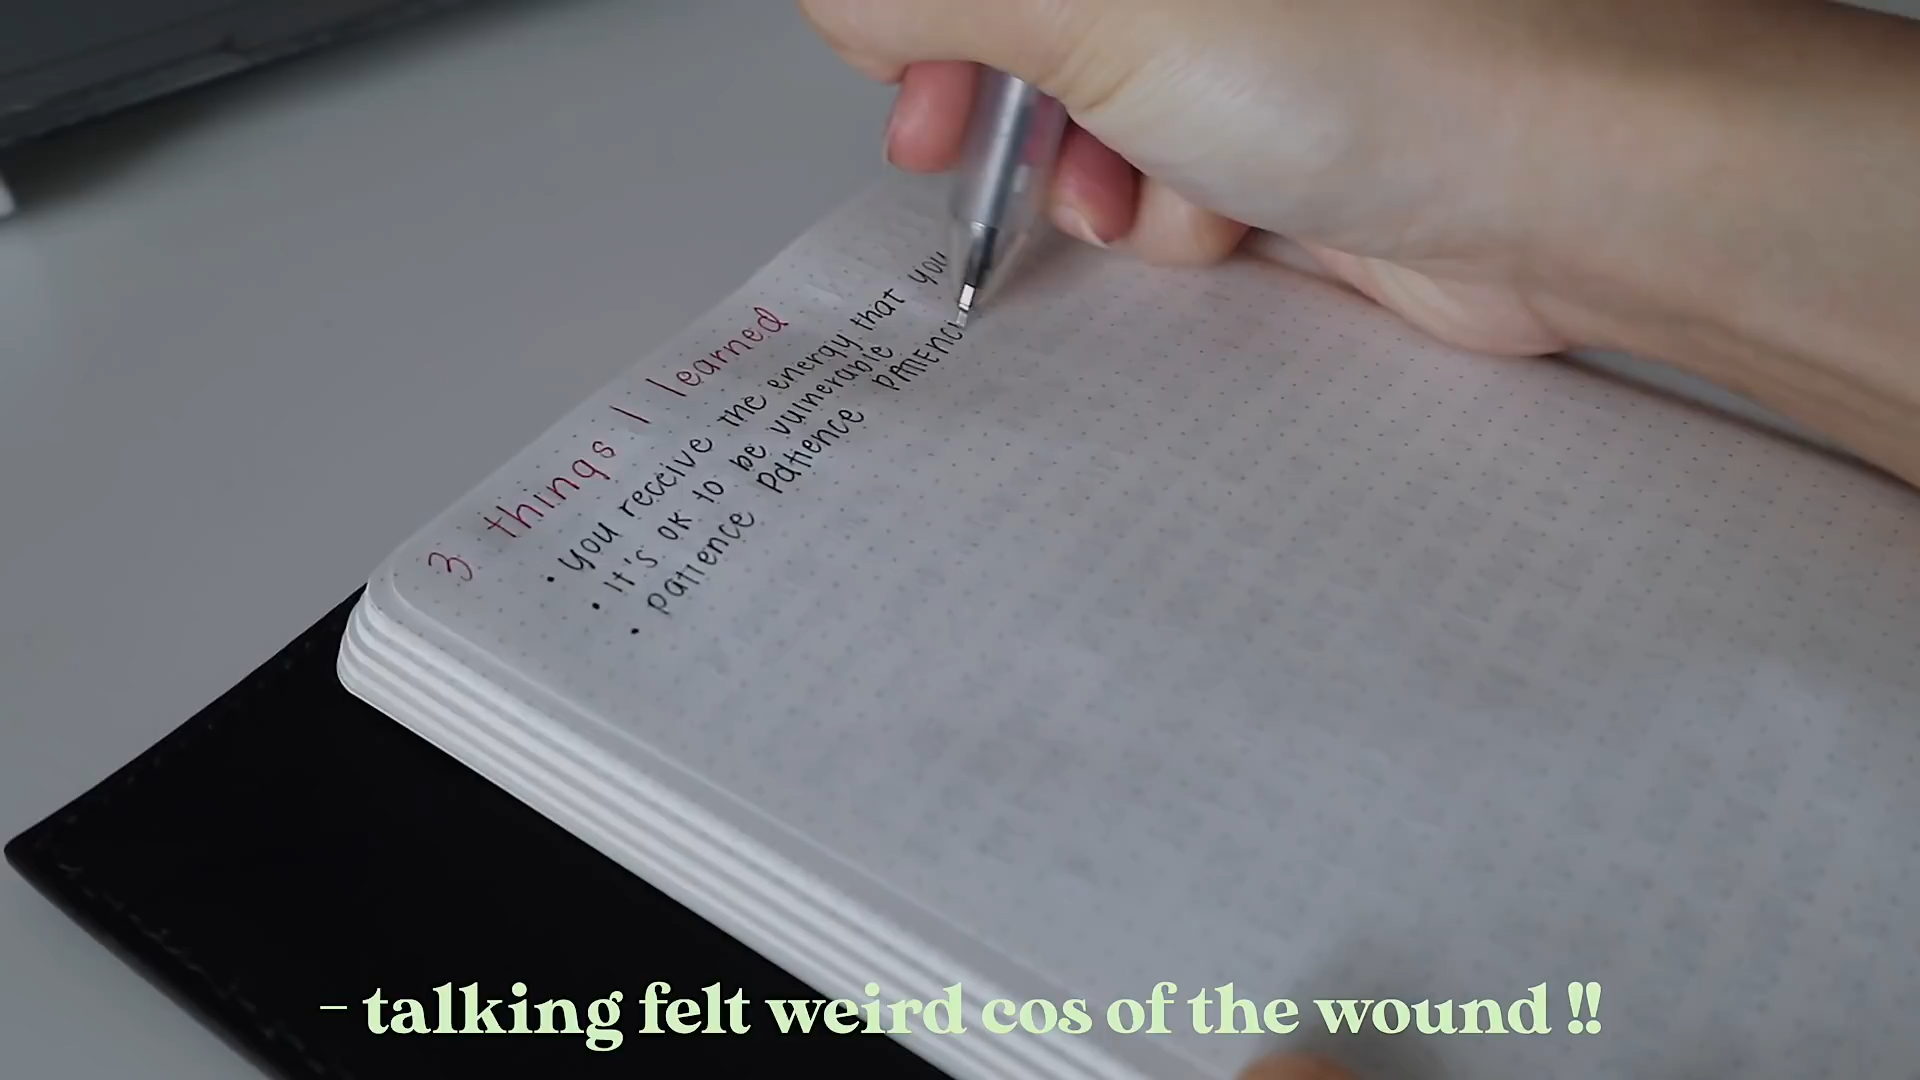 3 things I learned
• you receive the energy that you
• it's ok to be vulnerable
• patience patience PATIENC
– talking felt weird cos of the wound !!